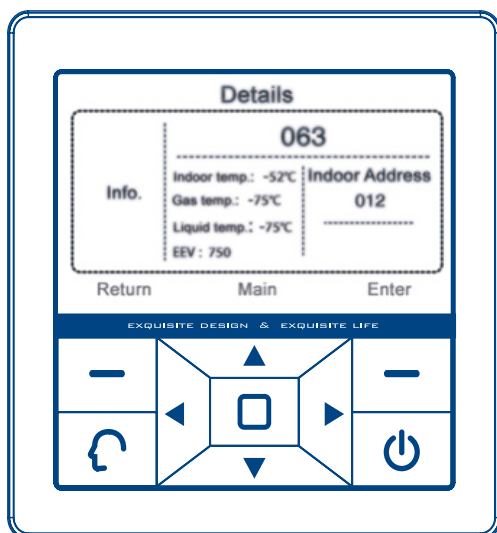 Details
063
Info.
Indoor temp.: -52℃
Gas temp.: -75℃
Liquid temp.: -75℃
EEV : 750
Indoor Address
012
Return Main Enter
EXQUISITE DESIGN & EXQUISITE LIFE